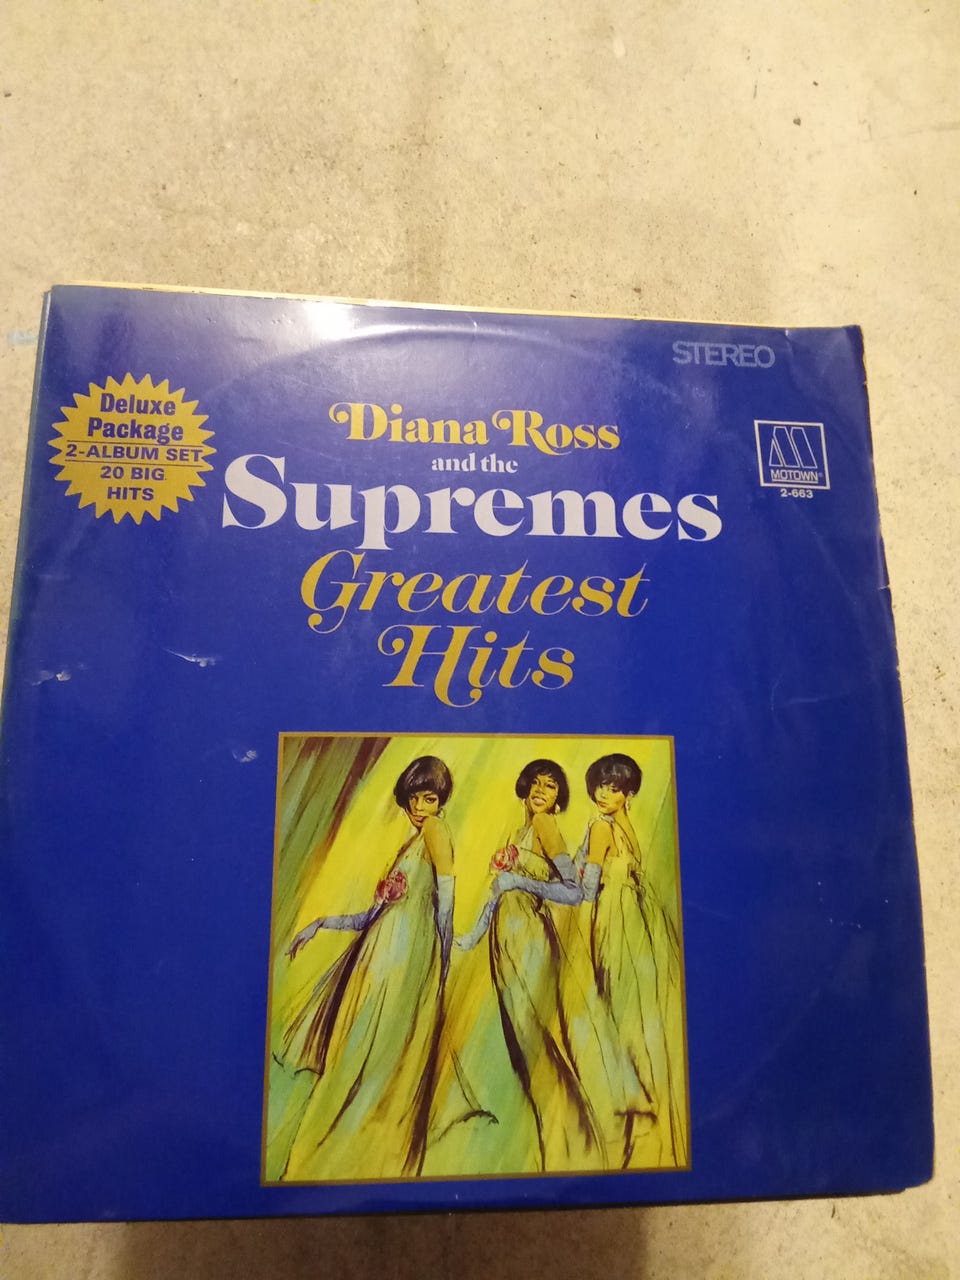 STEREO
Deluxe
Package
2-ALBUM SET
20 BIG
HITS
Diana Ross
and the
Supremes
Greatest
Hits
MOTOWN®
2-663